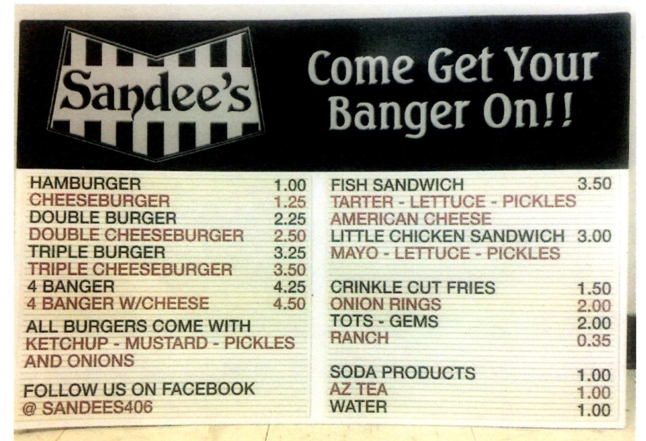 Sandee's
Come Get Your
Banger On!!
HAMBURGER 1.00
CHEESEBURGER 1.25
DOUBLE BURGER 2.25
DOUBLE CHEESEBURGER 2.50
TRIPLE BURGER 3.25
TRIPLE CHEESEBURGER 3.50
4 BANGER 4.25
4 BANGER W/CHEESE 4.50
ALL BURGERS COME WITH
KETCHUP - MUSTARD - PICKLES
AND ONIONS
FOLLOW US ON FACEBOOK
@ SANDEES406
FISH SANDWICH 3.50
TARTER - LETTUCE - PICKLES
AMERICAN CHEESE
LITTLE CHICKEN SANDWICH 3.00
MAYO - LETTUCE - PICKLES
CRINKLE CUT FRIES 1.50
ONION RINGS 2.00
TOTS - GEMS 2.00
RANCH 0.35
SODA PRODUCTS 1.00
AZ TEA 1.00
WATER 1.00